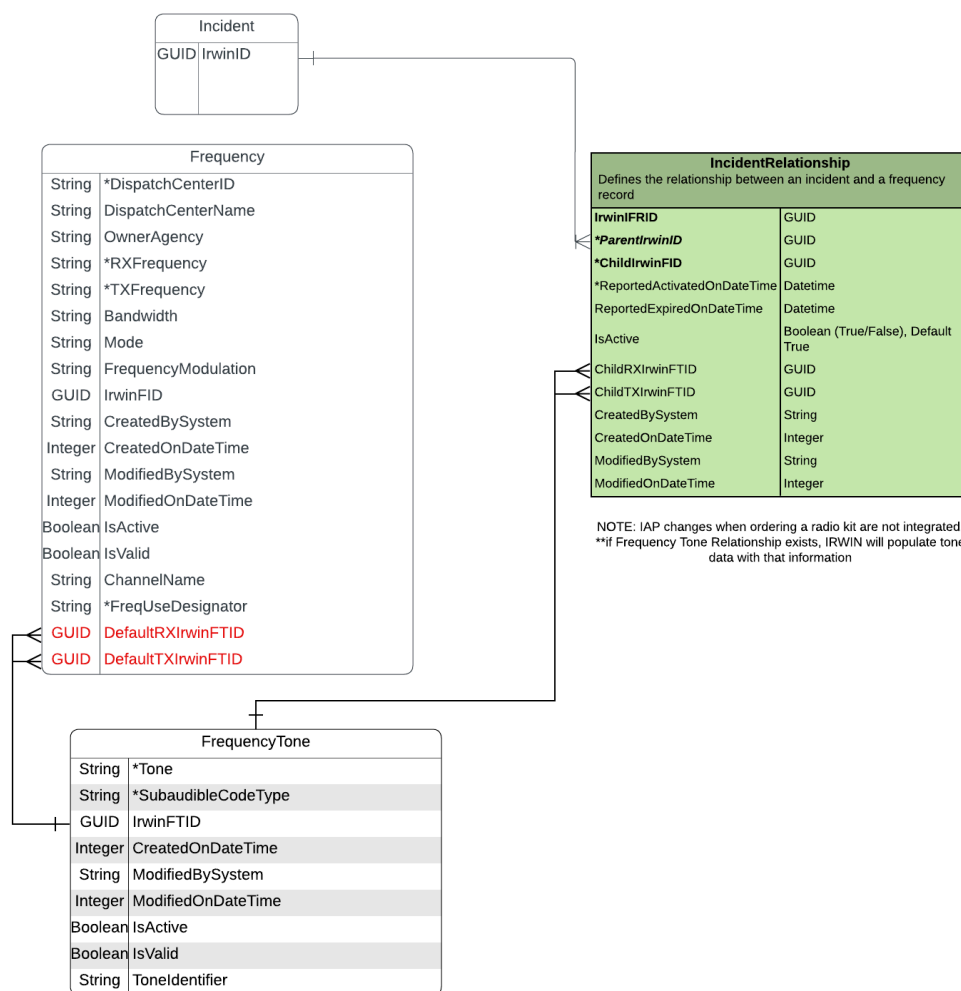 Incident
GUID IrwinID
Frequency
String *DispatchCenterID
String DispatchCenterName
String OwnerAgency
String *RXFrequency
String *TXFrequency
String Bandwidth
String Mode
String FrequencyModulation
GUID IrwinFID
String CreatedBySystem
Integer CreatedOnDateTime
String ModifiedBySystem
Integer ModifiedOnDateTime
Boolean IsActive
Boolean IsValid
String ChannelName
String *FreqUseDesignator
GUID DefaultRXIrwinFTID
GUID DefaultTXIrwinFTID
IncidentRelationship
Defines the relationship between an incident and a frequency
record
IrwinIFRID GUID
*ParentIrwinID GUID
*ChildIrwinFID GUID
*ReportedActivatedOnDateTime Datetime
ReportedExpiredOnDateTime Datetime
IsActive Boolean (True/False), Default
True
ChildRXIrwinFTID GUID
ChildTXIrwinFTID GUID
CreatedBySystem String
CreatedOnDateTime Integer
ModifiedBySystem String
ModifiedOnDateTime Integer
NOTE: IAP changes when ordering a radio kit are not integrated
**if Frequency Tone Relationship exists, IRWIN will populate tone
data with that information
FrequencyTone
String *Tone
String *SubaudibleCodeType
GUID IrwinFTID
Integer CreatedOnDateTime
String ModifiedBySystem
Integer ModifiedOnDateTime
Boolean IsActive
Boolean IsValid
String ToneIdentifier